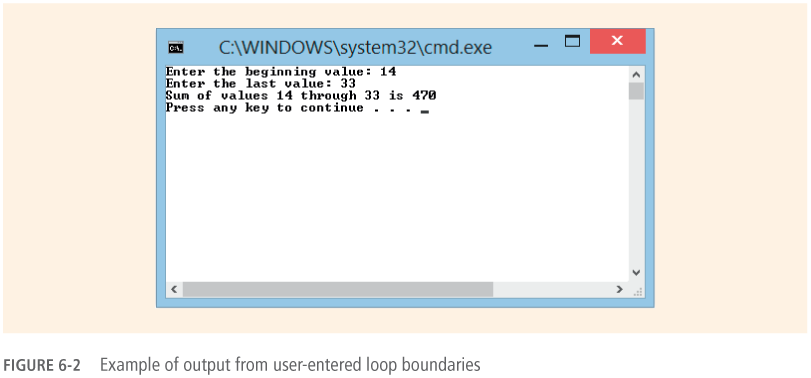 C:\WINDOWS\system32\cmd.exe
Enter the beginning value: 14
Enter the last value: 33
Sum of values 14 through 33 is 470
Press any key to continue . . . _
FIGURE 6-2 Example of output from user-entered loop boundaries